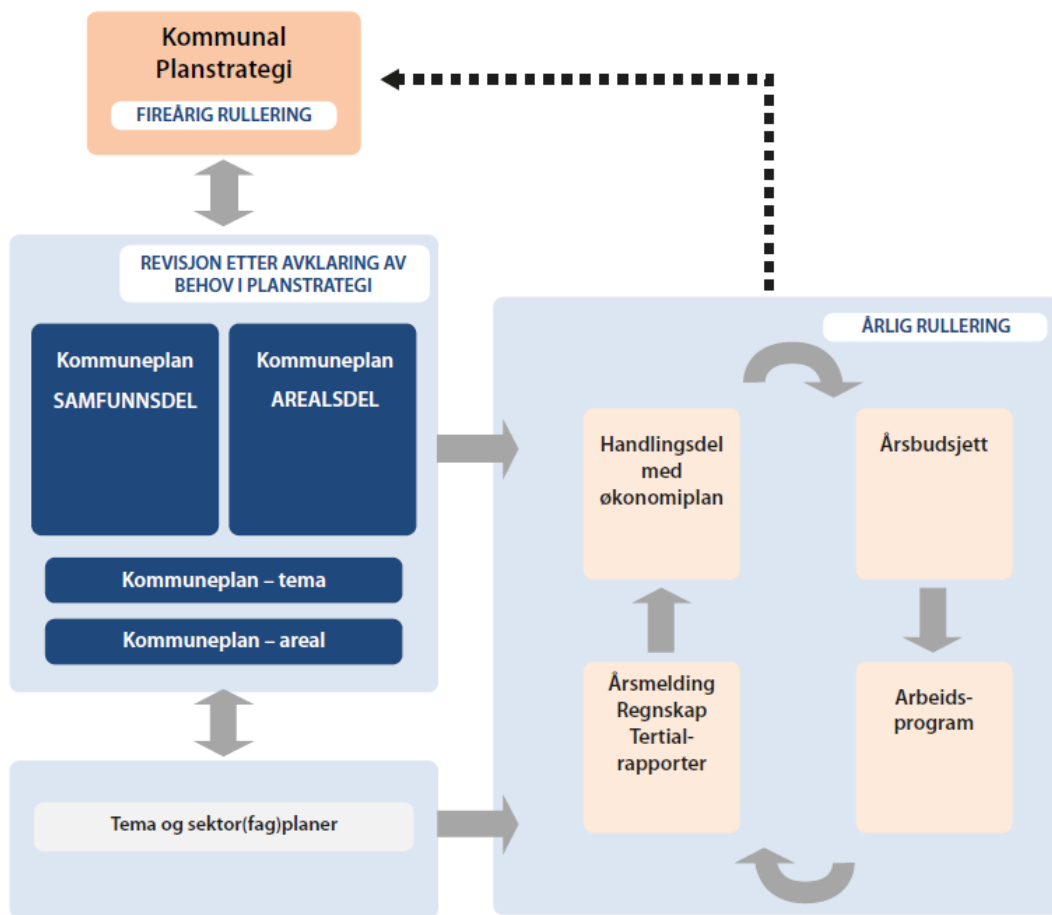 Kommunal
Planstrategi
FIREÅRIG RULLERING
REVISJON ETTER AVKLARING AV
BEHOV I PLANSTRATEGI
Kommuneplan
SAMFUNNSDEL
Kommuneplan
AREALSDEL
Kommuneplan – tema
Kommuneplan – areal
Tema og sektor(fag)planer
ÅRLIG RULLERING
Handlingsdel
med
økonomiplan
Årsbudsjett
Årsmelding
Regnskap
Tertial-
rapporter
Arbeids-
program